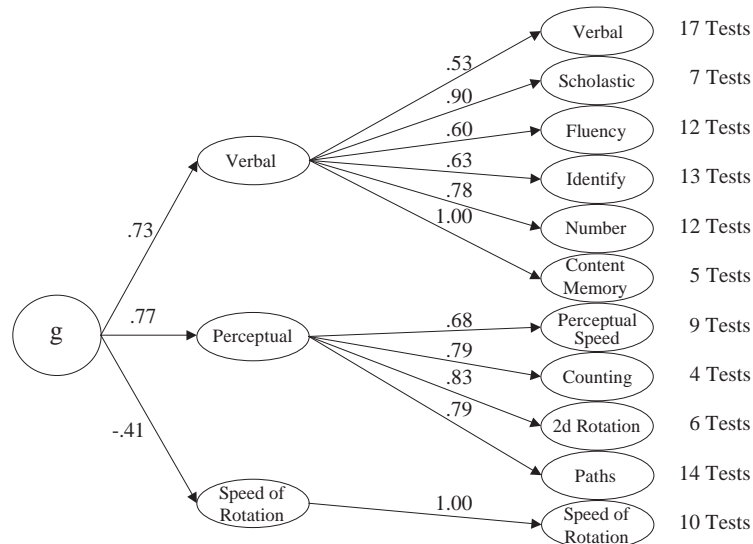 Verbal 17 Tests
.53
Scholastic 7 Tests
.90
Fluency 12 Tests
.60
Verbal
Identify 13 Tests
.63
Number 12 Tests
.78
1.00
Content
Memory
5 Tests
.73
g
.77
Perceptual
.68
Perceptual
Speed
9 Tests
.79
Counting 4 Tests
.83
2d Rotation 6 Tests
.79
Paths 14 Tests
-.41
Speed of
Rotation
1.00
Speed of
Rotation
10 Tests